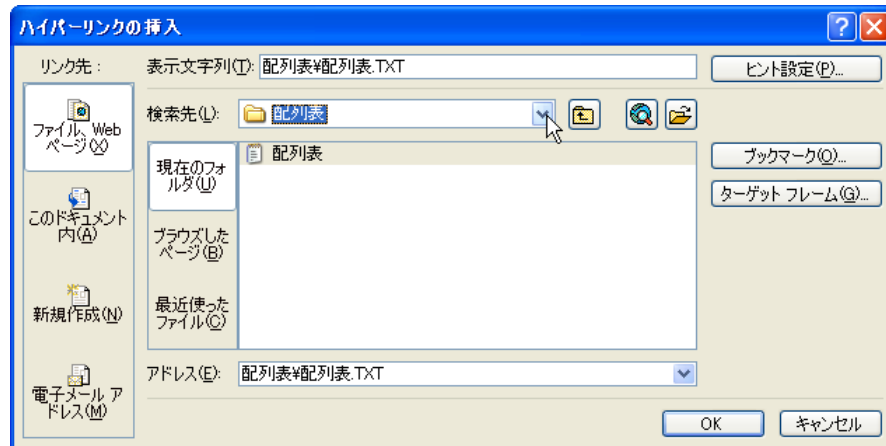 ハイパーリンクの挿入
リンク先：
表示文字列(T): 配列表¥配列表.TXT
ヒント設定(P)...
ファイル、Web
ページ(X)
検索先(L):
配列表
現在のフォ
ルダ(U)
配列表
ブックマーク(O)...
ターゲット フレーム(G)...
このドキュメント
内(A)
ブラウズした
ページ(B)
新規作成(N)
最近使った
ファイル(C)
電子メール ア
ドレス(M)
アドレス(E):
配列表¥配列表.TXT
OK
キャンセル